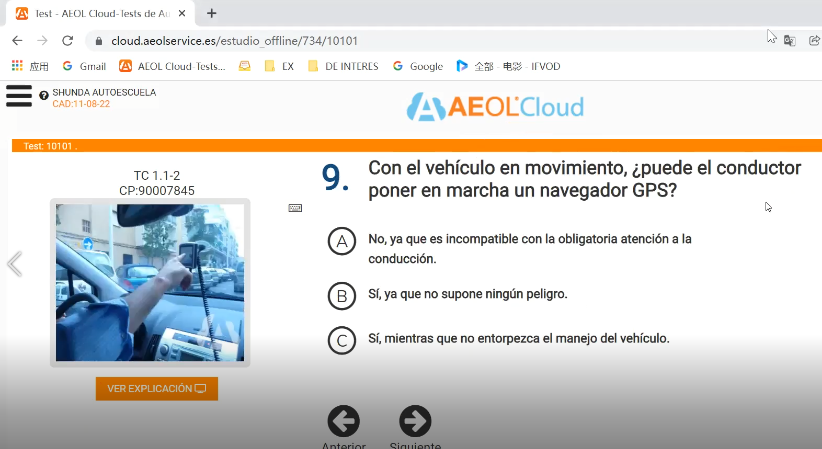 Test - AEOL Cloud-Tests de Au
cloud.aeolservice.es/estudio_offline/734/10101
应用 Gmail AEOL Cloud-Tests... EX DE INTERES Google 全部 - 电影 - IFVOD
SHUNDA AUTOESCUELA
CAD:11-08-22
AEOL Cloud
Test: 10101 .
TC 1.1-2
CP:90007845
9. Con el vehículo en movimiento, ¿puede el conductor
poner en marcha un navegador GPS?
A No, ya que es incompatible con la obligatoria atención a la
conducción.
B Sí, ya que no supone ningún peligro.
C Sí, mientras que no entorpezca el manejo del vehículo.
VER EXPLICACIÓN
Anterior Siguiente